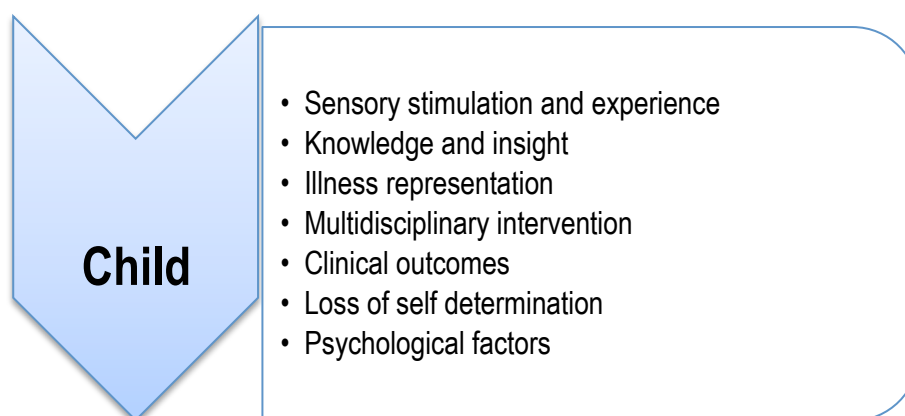 Child
• Sensory stimulation and experience
• Knowledge and insight
• Illness representation
• Multidisciplinary intervention
• Clinical outcomes
• Loss of self determination
• Psychological factors